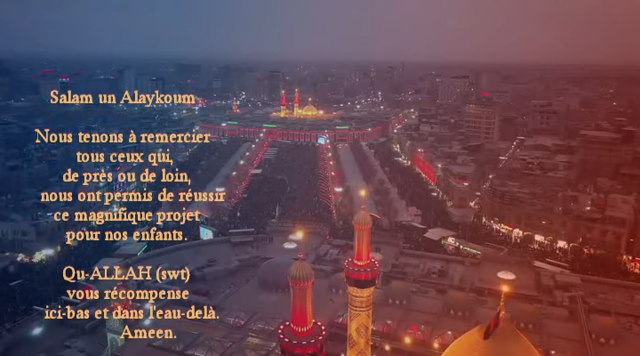 Salam un Alaykoum
Nous tenons à remercier
tous ceux qui,
de près ou de loin,
nous ont permis de réussir
ce magnifique projet
pour nos enfants.
Qu-ALLAH (swt)
vous récompense
ici-bas et dans l'eau-delà.
Ameen.